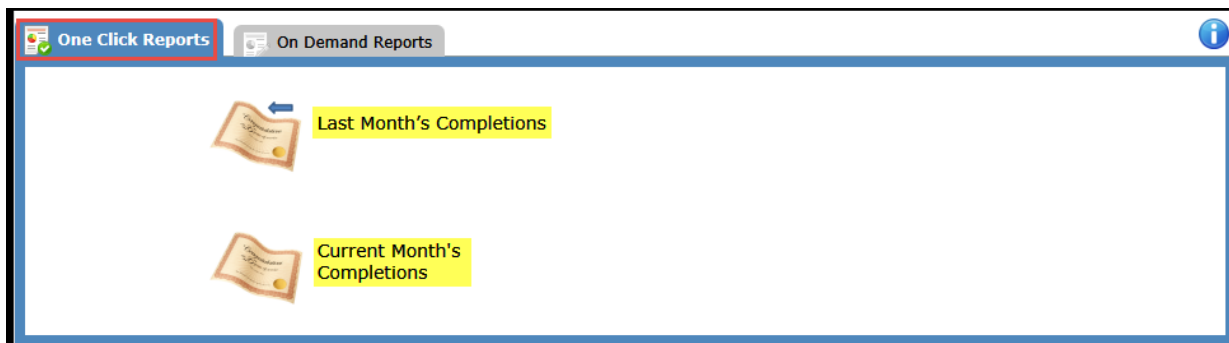 One Click Reports
On Demand Reports
Last Month’s Completions
Current Month's
Completions